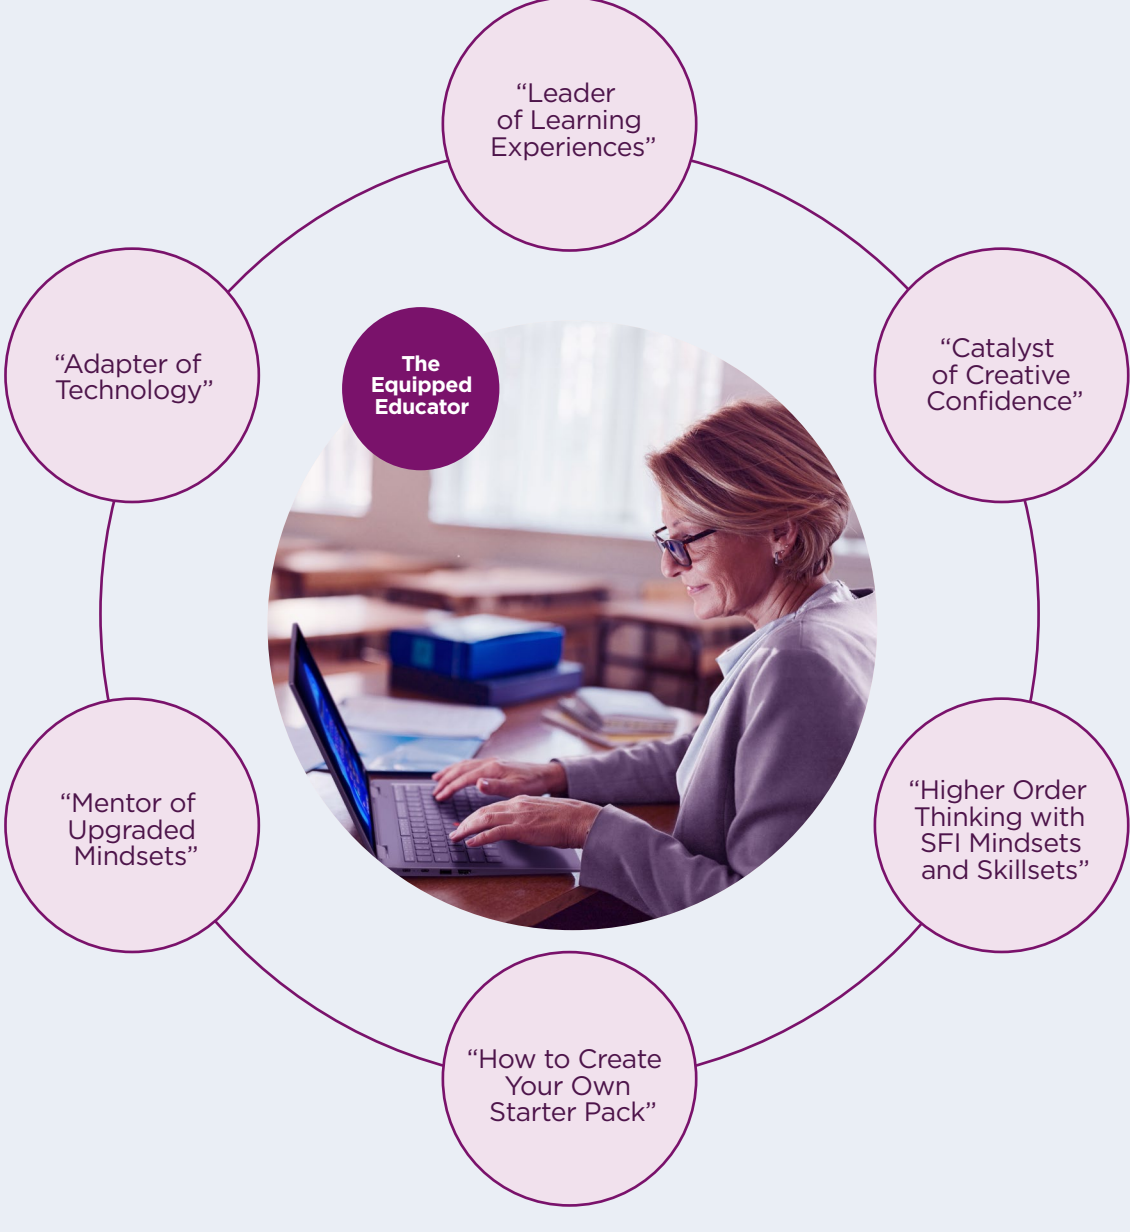 “Leader
of Learning
Experiences”
“Adapter of
Technology”
The
Equipped
Educator
“Catalyst
of Creative
Confidence”
“Mentor of
Upgraded
Mindsets”
“Higher Order
Thinking with
SFI Mindsets
and Skillsets”
“How to Create
Your Own
Starter Pack”